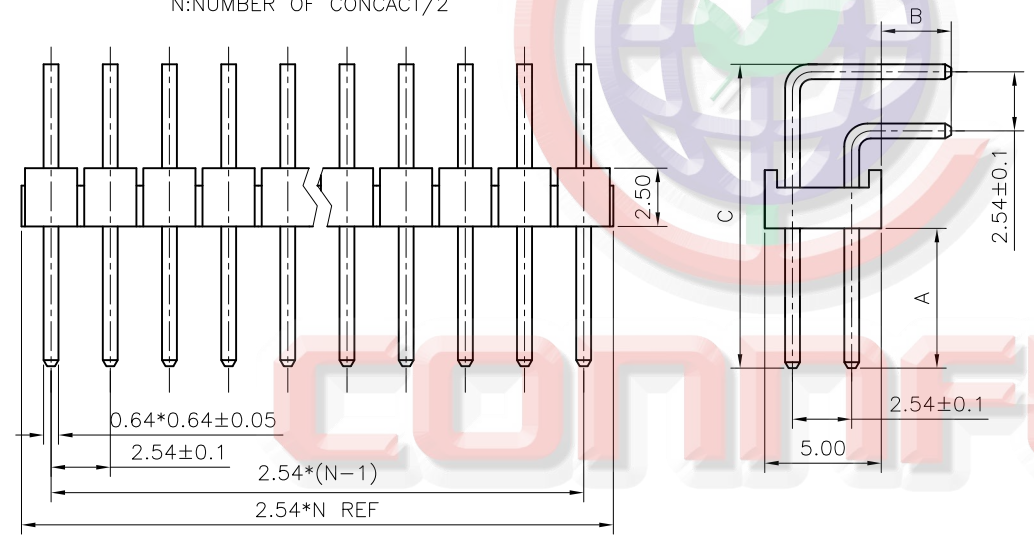 N:NUMBER OF CONCACT/2
B
2.50
C
2.54±0.1
A
0.64*0.64±0.05
2.54±0.1
2.54±0.1
2.54*(N-1)
5.00
2.54*N REF